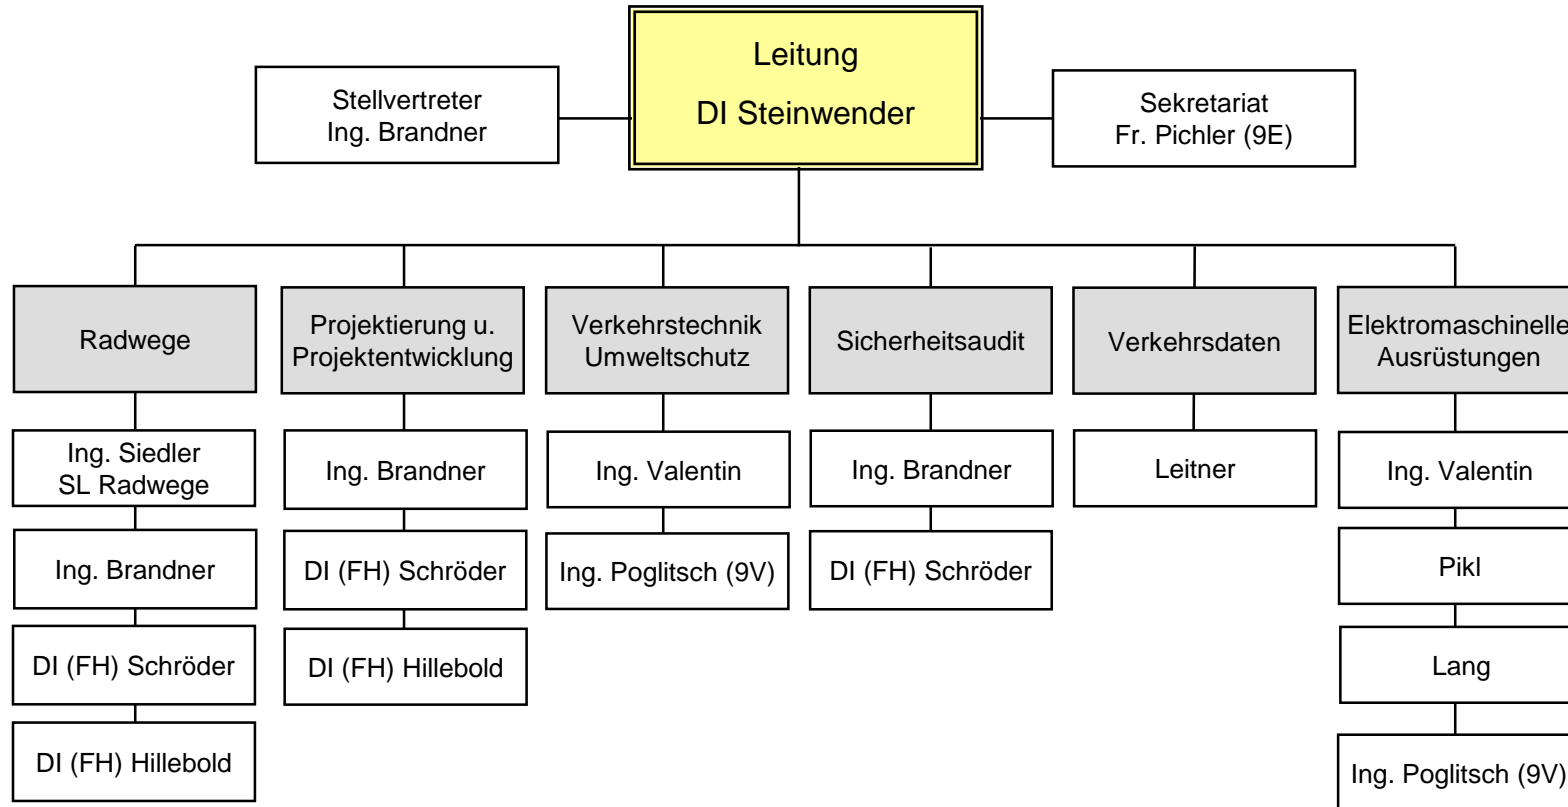 Leitung
DI Steinwender
Stellvertreter
Ing. Brandner
Sekretariat
Fr. Pichler (9E)
Radwege
Ing. Siedler
SL Radwege
Ing. Brandner
DI (FH) Schröder
DI (FH) Hillebold
Projektierung u.
Projektentwicklung
Ing. Brandner
DI (FH) Schröder
DI (FH) Hillebold
Verkehrstechnik
Umweltschutz
Ing. Valentin
Ing. Poglitsch (9V)
Sicherheitsaudit
Ing. Brandner
DI (FH) Schröder
Verkehrsdaten
Leitner
Elektromaschinelle
Ausrüstungen
Ing. Valentin
Pikl
Lang
Ing. Poglitsch (9V)